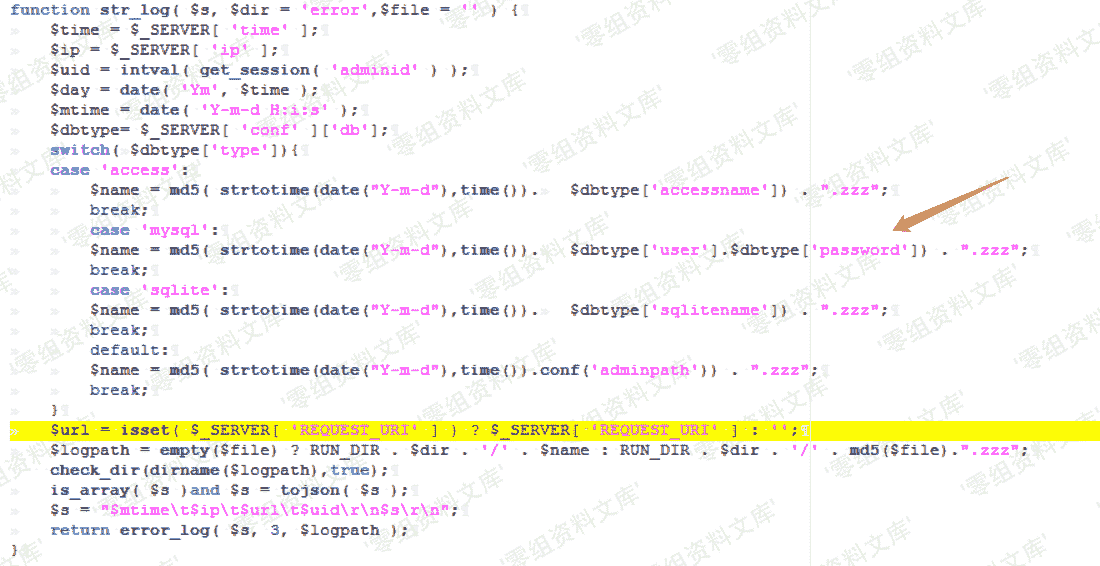 function str_log( $s, $dir = 'error',$file = '' ) {
$time = $_SERVER[ 'time' ];
$ip = $_SERVER[ 'ip' ];
$uid = intval( get_session( 'adminid' ) );
$day = date( 'Ym', $time );
$mtime = date( 'Y-m-d H:i:s' );
$dbtype= $_SERVER[ 'conf' ]['db'];
switch( $dbtype['type']){
case 'access':
$name = md5( strtotime(date("Y-m-d"),time()). $dbtype['accessname']) . ".zzz";
break;
case 'mysql':
$name = md5( strtotime(date("Y-m-d"),time()). $dbtype['user'].$dbtype['password']) . ".zzz";
break;
case 'sqlite':
$name = md5( strtotime(date("Y-m-d"),time()). $dbtype['sqlitename']) . ".zzz";
break;
default:
$name = md5( strtotime(date("Y-m-d"),time()).conf('adminpath')) . ".zzz";
break;
}
$url = isset( $_SERVER[ 'REQUEST_URI' ] ) ? $_SERVER[ 'REQUEST_URI' ] : '';
$logpath = empty($file) ? RUN_DIR . $dir . '/' . $name : RUN_DIR . $dir . '/' . md5($file).".zzz";
check_dir(dirname($logpath),true);
is_array( $s )and $s = tojson( $s );
$s = "$mtime\t$ip\t$url\t$uid\r\n$s\r\n";
return error_log( $s, 3, $logpath );
}
'零组资料文库'